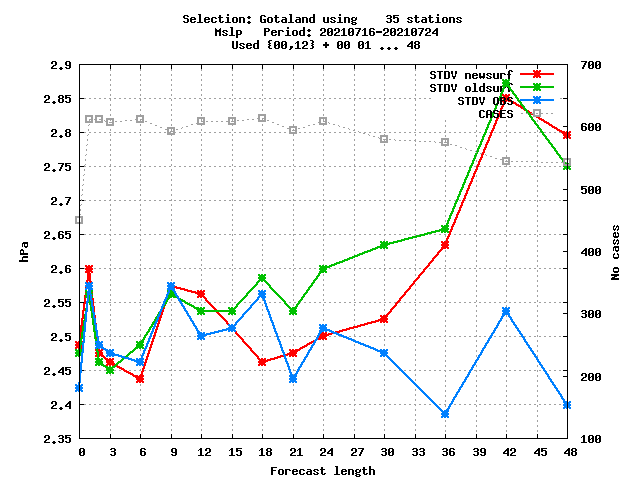 Selection: Gotaland using    35 stations
Mslp   Period: 20210716-20210724
Used {00,12} + 00 01 ... 48
STDV newsurf
STDV oldsurf
STDV OBS
CASES
hPa
2.9
2.85
2.8
2.75
2.7
2.65
2.6
2.55
2.5
2.45
2.4
2.35
No cases
700
600
500
400
300
200
100
0 3 6 9 12 15 18 21 24 27 30 33 36 39 42 45 48
Forecast length